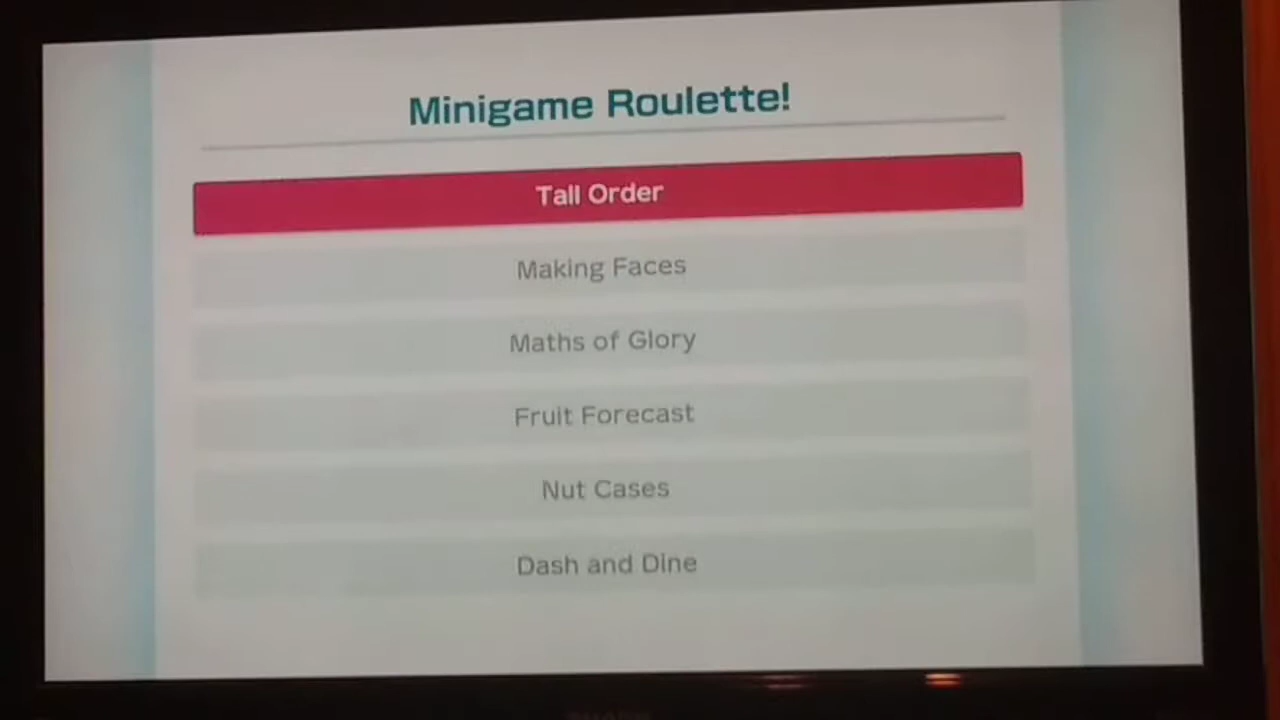 Minigame Roulette!
Tall Order
Making Faces
Maths of Glory
Fruit Forecast
Nut Cases
Dash and Dine